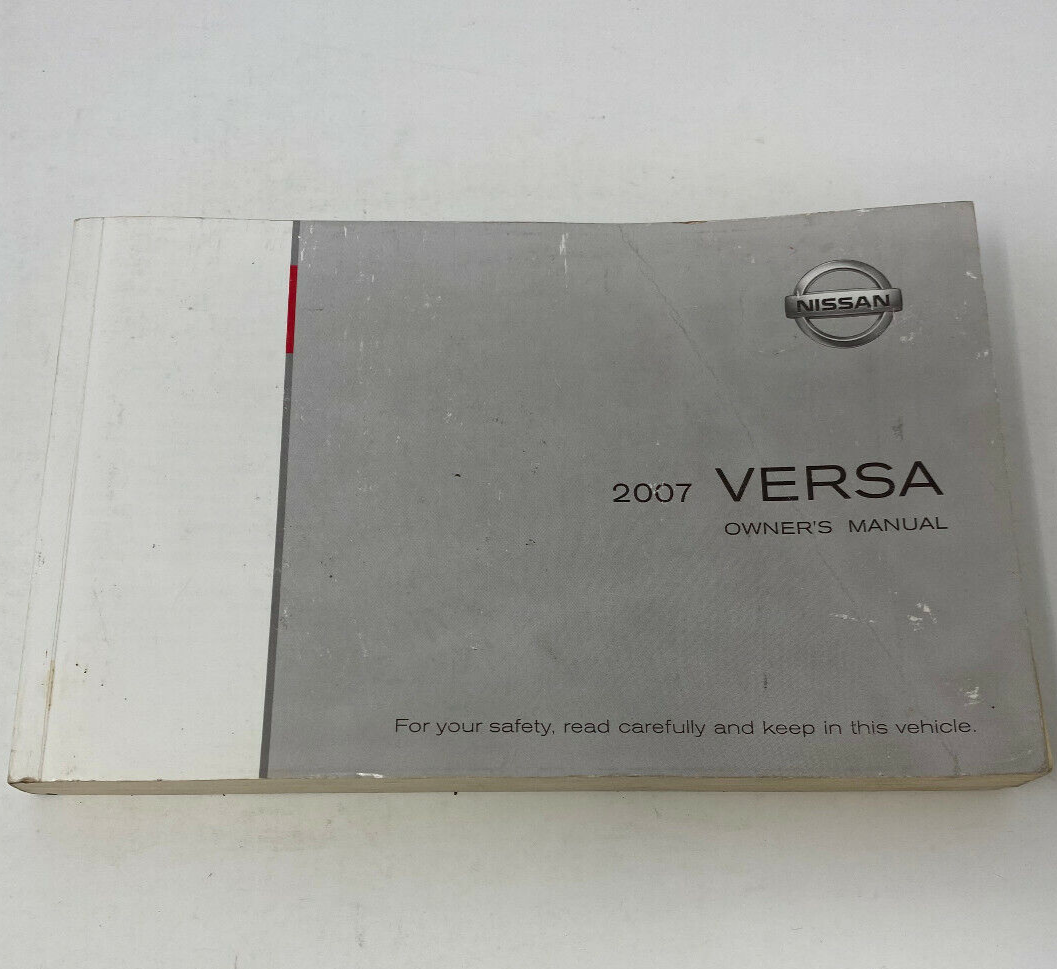 NISSAN
2007 VERSA
OWNER'S MANUAL
For your safety, read carefully and keep in this vehicle.